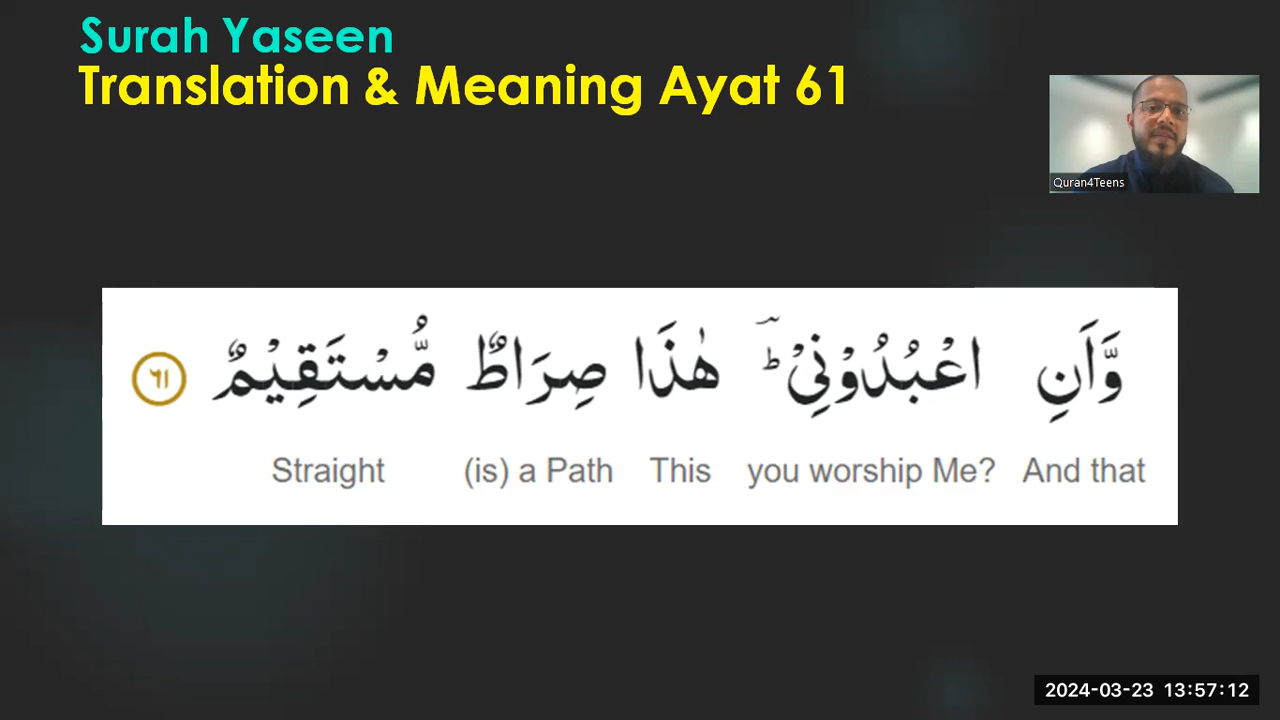 Surah Yaseen
Translation & Meaning Ayat 61
Quran4Teens
وَّاَنِ اعْبُدُوْنِیْ ؔؕ هٰذَا صِرَاطٌ مُّسْتَقِیْمٌ ٦١
And that you worship Me? This (is) a Path Straight
2024-03-23 13:57:12